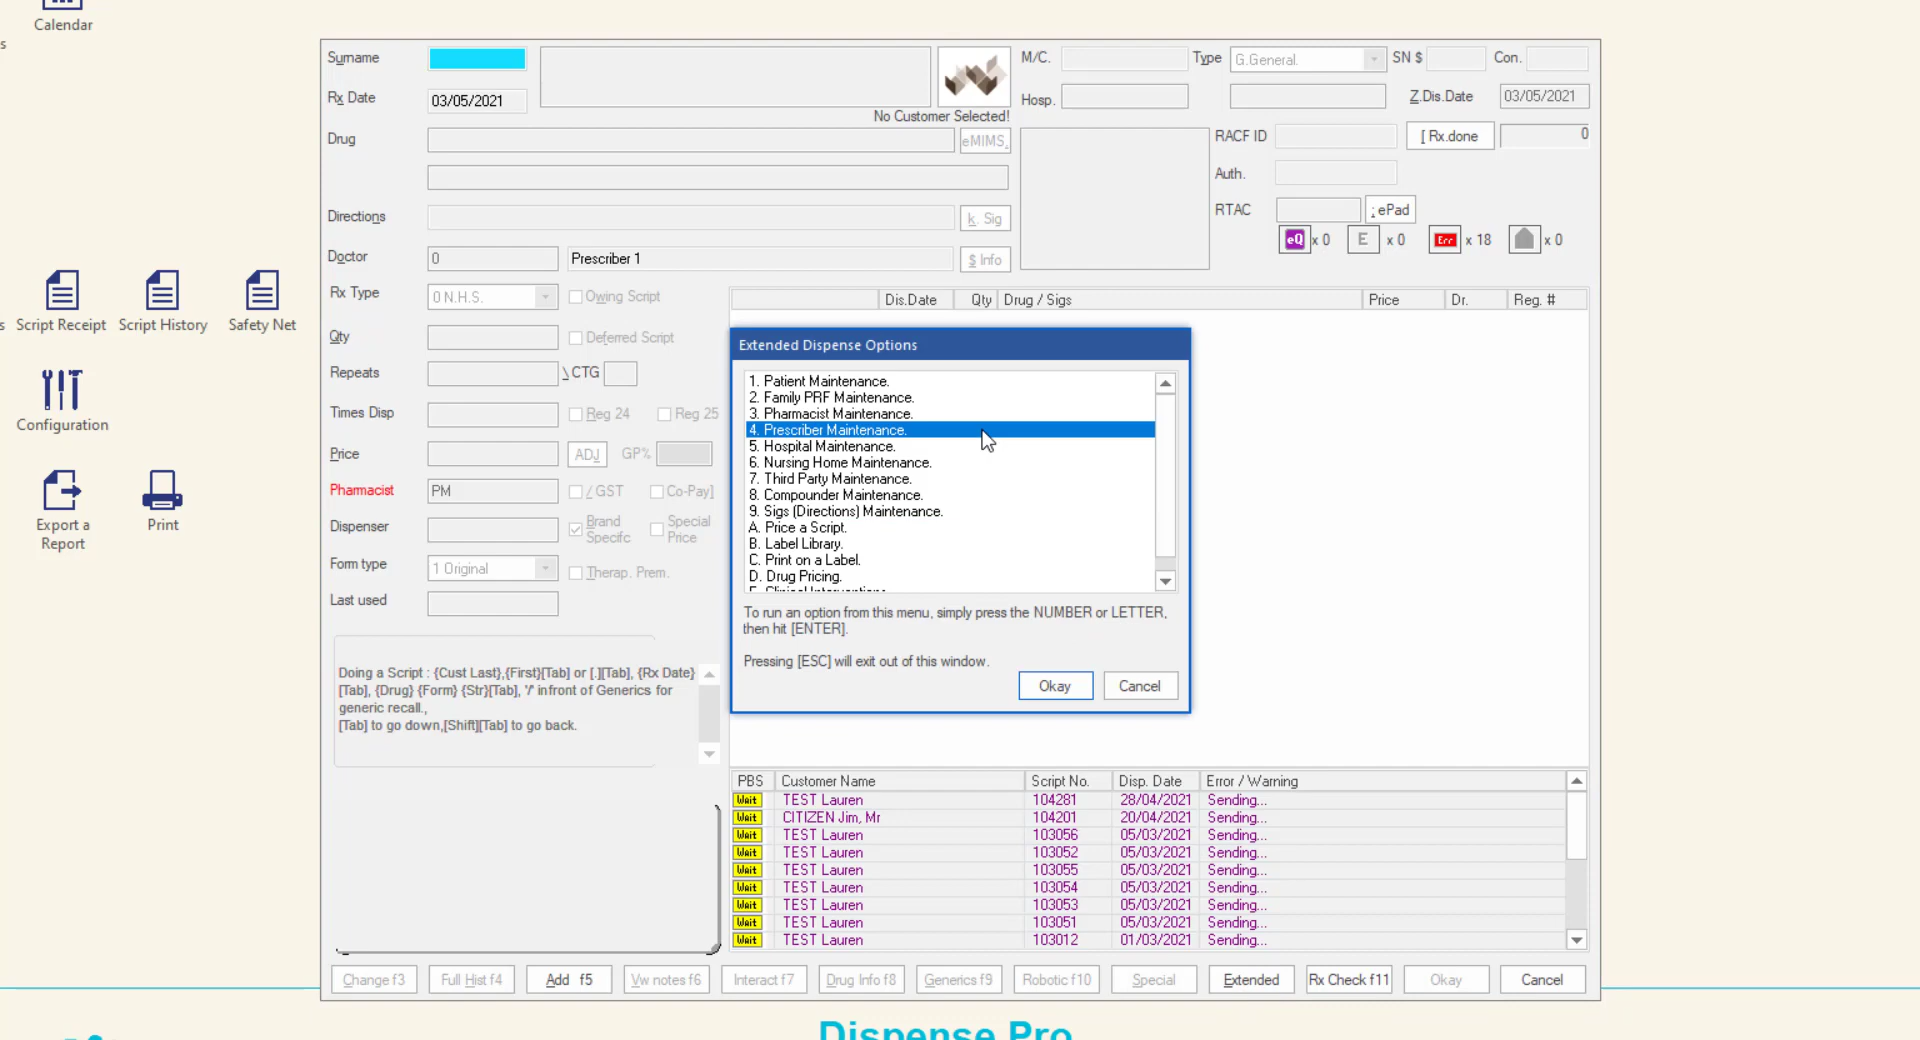 Calendar
s
Script Receipt
Script History
Safety Net
s
Configuration
Export a
Report
Print
Surname
M/C.
Type
G.General.
SN $
Con.
Rx Date
03/05/2021
Hosp.
Z.Dis.Date
03/05/2021
No Customer Selected!
Drug
eMIMS.
RACF ID
[ Rx.done
0
Auth.
Directions
k. Sig
RTAC
; ePad
eQ x 0
E x 0
Err x 18
x 0
Doctor
0
Prescriber 1
$ Info
Rx Type
0 N.H.S.
Owing Script
Qty
Deferred Script
Repeats
\ CTG
Times Disp
Reg 24
Reg 25
Price
ADJ
GP%
Pharmacist
PM
/ GST
Co-Pay]
Dispenser
Brand
Specifc
Special
Price
Form type
1 Original
Therap. Prem.
Last used
Doing a Script : {Cust Last},{First}[Tab] or [.][Tab], {Rx Date}
[Tab], {Drug} {Form} {Str}[Tab], '/' infront of Generics for
generic recall.,
[Tab] to go down,[Shift][Tab] to go back.
Dis.Date Qty Drug / Sigs Price Dr. Reg. #
Extended Dispense Options
1. Patient Maintenance.
2. Family PRF Maintenance.
3. Pharmacist Maintenance.
4. Prescriber Maintenance.
5. Hospital Maintenance.
6. Nursing Home Maintenance.
7. Third Party Maintenance.
8. Compounder Maintenance.
9. Sigs (Directions) Maintenance.
A. Price a Script.
B. Label Library.
C. Print on a Label.
D. Drug Pricing.
To run an option from this menu, simply press the NUMBER or LETTER,
then hit [ENTER].
Pressing [ESC] will exit out of this window.
Okay
Cancel
PBS Customer Name Script No. Disp. Date Error / Warning
Wait TEST Lauren 104281 28/04/2021 Sending...
Wait CITIZEN Jim, Mr 104201 20/04/2021 Sending...
Wait TEST Lauren 103056 05/03/2021 Sending...
Wait TEST Lauren 103052 05/03/2021 Sending...
Wait TEST Lauren 103055 05/03/2021 Sending...
Wait TEST Lauren 103054 05/03/2021 Sending...
Wait TEST Lauren 103053 05/03/2021 Sending...
Wait TEST Lauren 103051 05/03/2021 Sending...
Wait TEST Lauren 103012 01/03/2021 Sending...
Change f3
Full Hist f4
Add f5
Vw notes f6
Interact f7
Drug Info f8
Generics f9
Robotic f10
Special
Extended
Rx Check f11
Okay
Cancel
Dispense Pro